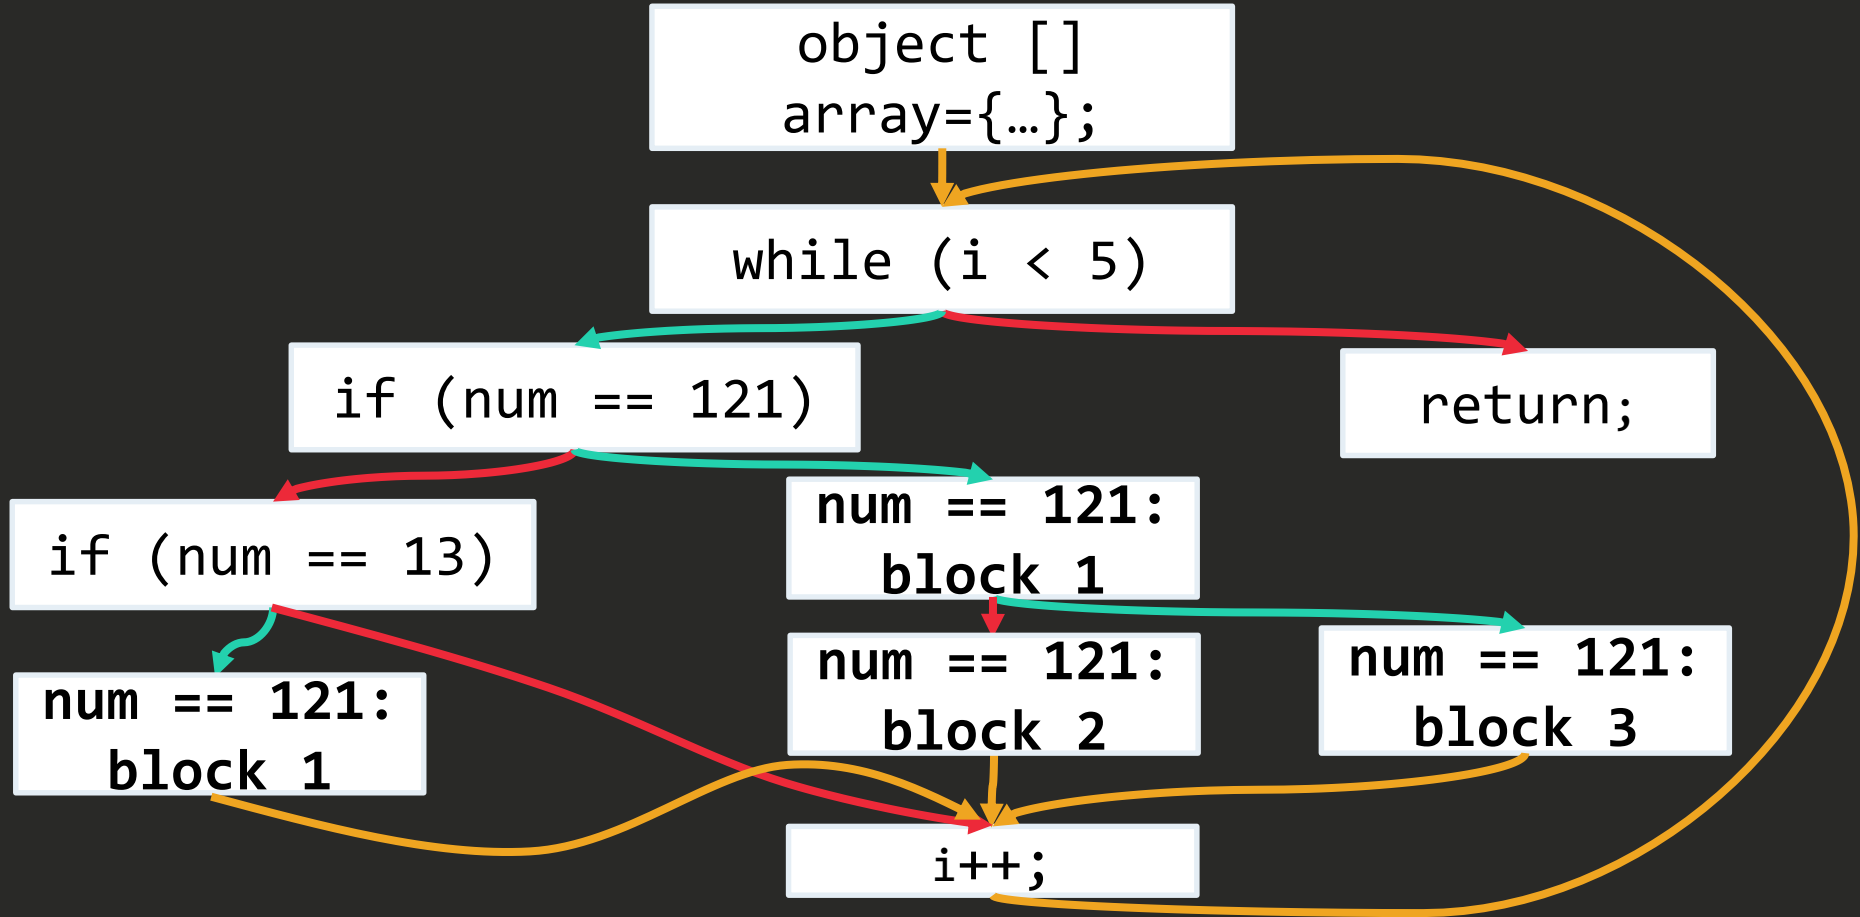 object []
array={…};
while (i < 5)
if (num == 121)
return;
if (num == 13)
num == 121:
block 1
num == 121:
block 1
num == 121:
block 2
num == 121:
block 3
i++;